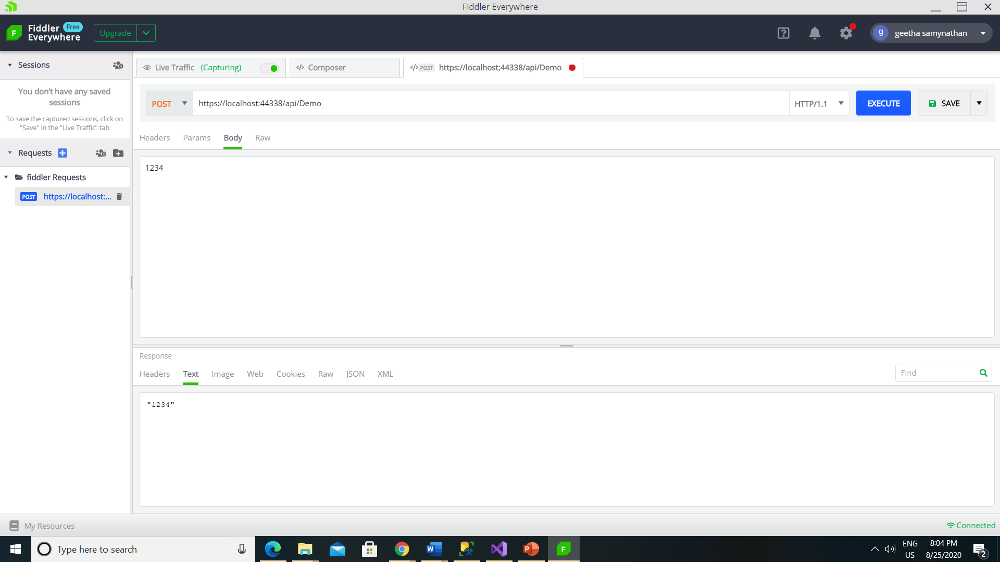 Fiddler Everywhere
Fiddler Free
Everywhere
Upgrade
g geetha samynathan
Sessions
You don't have any saved
sessions
To save the captured sessions, click on
"Save" in the "Live Traffic" tab
Requests
fiddler Requests
POST https://localhost:...
Live Traffic (Capturing)
</> Composer
</> POST https://localhost:44338/api/Demo
POST https://localhost:44338/api/Demo HTTP/1.1 EXECUTE SAVE
Headers Params Body Raw
1234
Response
Headers Text Image Web Cookies Raw JSON XML
Find
"1234"
My Resources
Connected
Type here to search
ENG
US
8:04 PM
8/25/2020
2